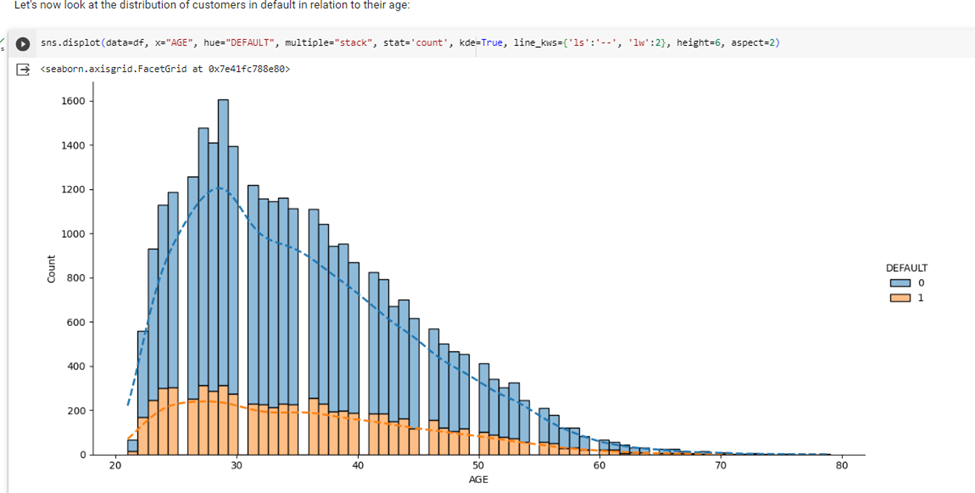 Let's now look at the distribution of customers in default in relation to their age:
sns.displot(data=df, x="AGE", hue="DEFAULT", multiple="stack", stat='count', kde=True, line_kws={'ls':'--', 'lw':2}, height=6, aspect=2)
<seaborn.axisgrid.FacetGrid at 0x7e41fc788e80>
1600
1400
1200
1000
800
600
400
200
0
Count
20 30 40 50 60 70 80
AGE
DEFAULT
0
1